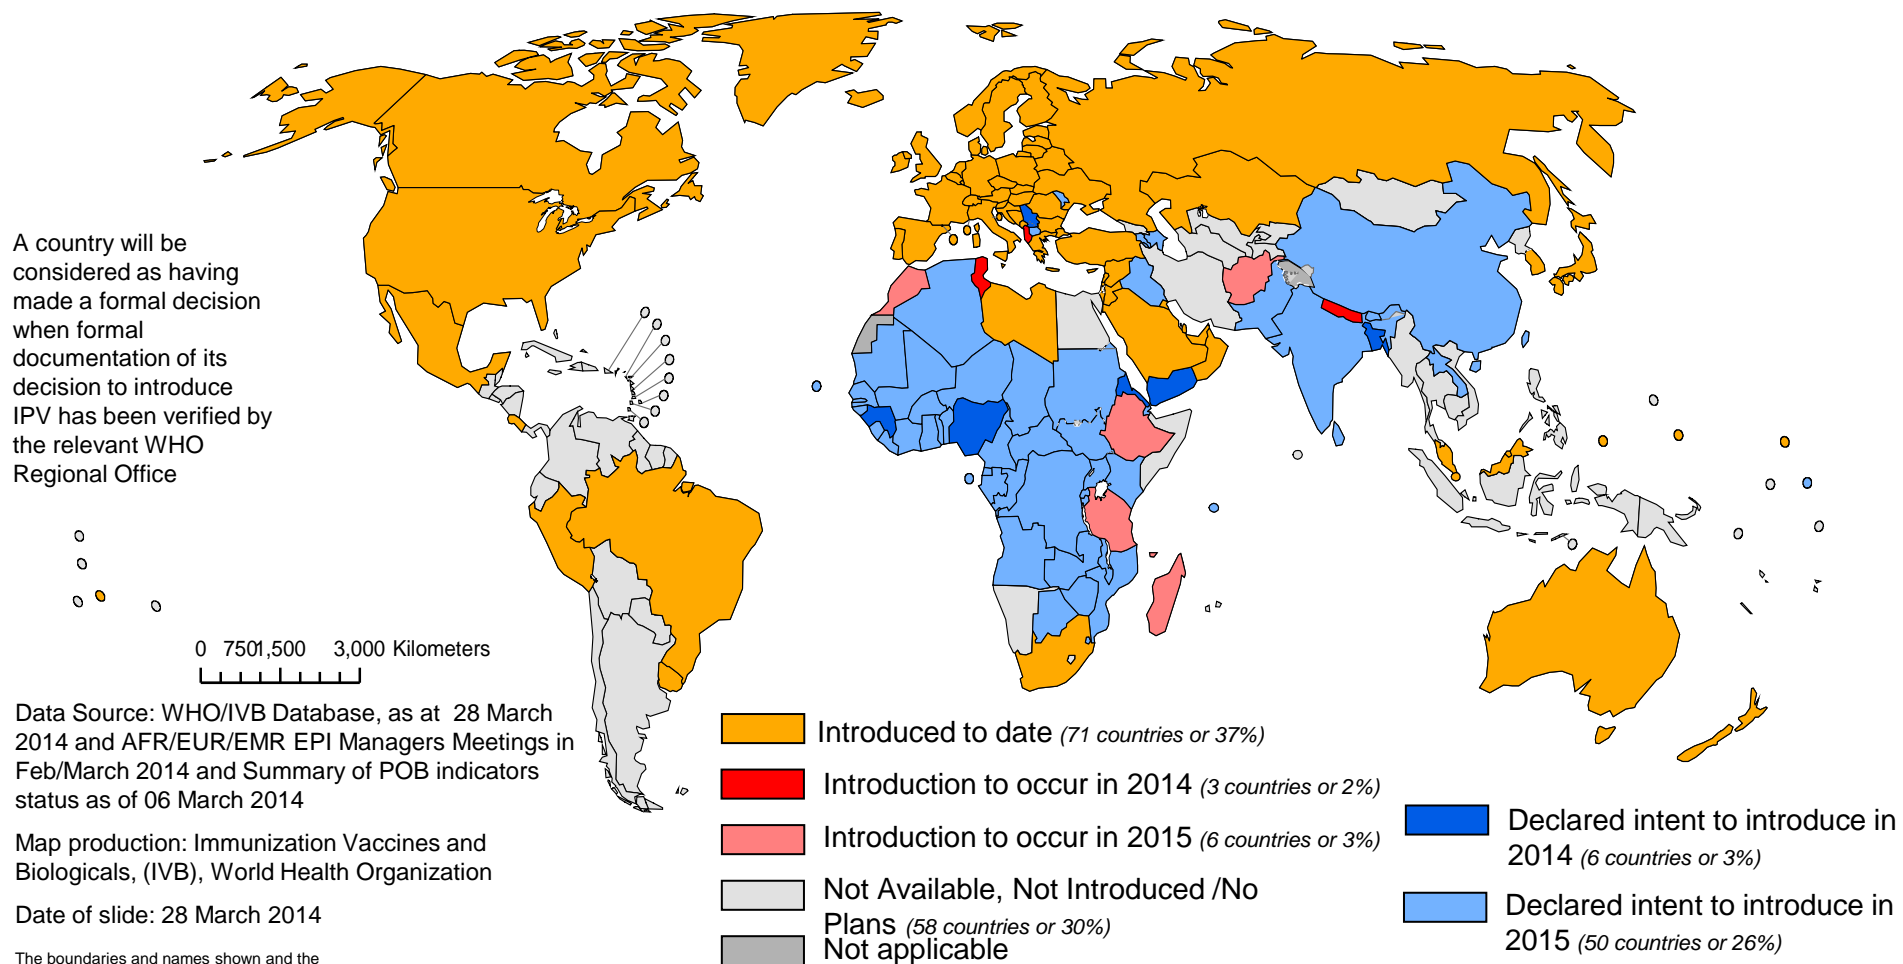 A country will be
considered as having
made a formal decision
when formal
documentation of its
decision to introduce
IPV has been verified by
the relevant WHO
Regional Office
0 750 1,500 3,000 Kilometers
Data Source: WHO/IVB Database, as at 28 March
2014 and AFR/EUR/EMR EPI Managers Meetings in
Feb/March 2014 and Summary of POB indicators
status as of 06 March 2014
Map production: Immunization Vaccines and
Biologicals, (IVB), World Health Organization
Date of slide: 28 March 2014
The boundaries and names shown and the
Introduced to date (71 countries or 37%)
Introduction to occur in 2014 (3 countries or 2%)
Introduction to occur in 2015 (6 countries or 3%)
Not Available, Not Introduced /No
Plans (58 countries or 30%)
Not applicable
Declared intent to introduce in
2014 (6 countries or 3%)
Declared intent to introduce in
2015 (50 countries or 26%)